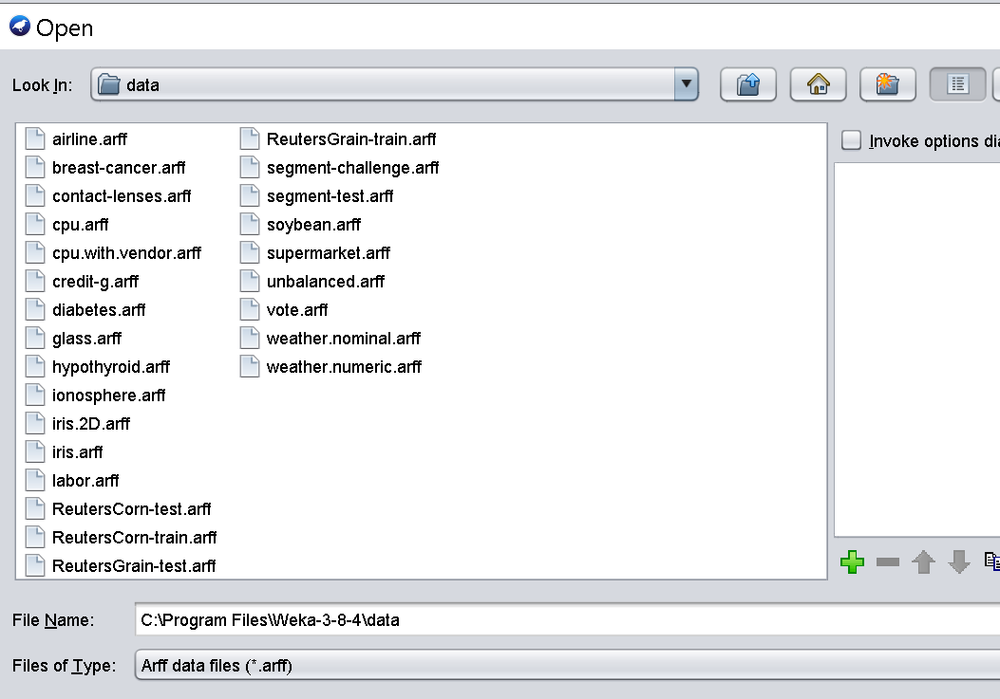 Open
Look In:
data
airline.arff
breast-cancer.arff
contact-lenses.arff
cpu.arff
cpu.with.vendor.arff
credit-g.arff
diabetes.arff
glass.arff
hypothyroid.arff
ionosphere.arff
iris.2D.arff
iris.arff
labor.arff
ReutersCorn-test.arff
ReutersCorn-train.arff
ReutersGrain-test.arff
ReutersGrain-train.arff
segment-challenge.arff
segment-test.arff
soybean.arff
supermarket.arff
unbalanced.arff
vote.arff
weather.nominal.arff
weather.numeric.arff
Invoke options
File Name:
C:\Program Files\Weka-3-8-4\data
Files of Type:
Arff data files (*.arff)